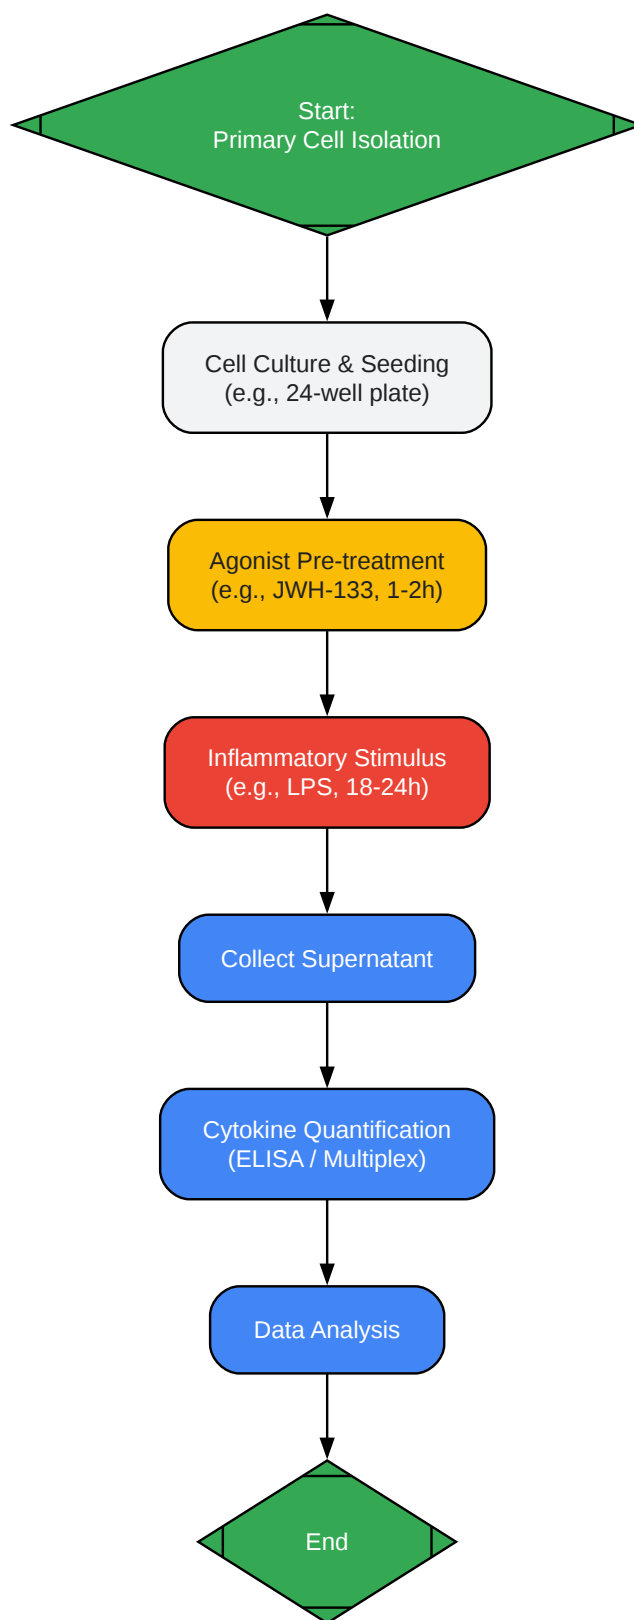 Start:
Primary Cell Isolation
Cell Culture & Seeding
(e.g., 24-well plate)
Agonist Pre-treatment
(e.g., JWH-133, 1-2h)
Inflammatory Stimulus
(e.g., LPS, 18-24h)
Collect Supernatant
Cytokine Quantification
(ELISA / Multiplex)
Data Analysis
End